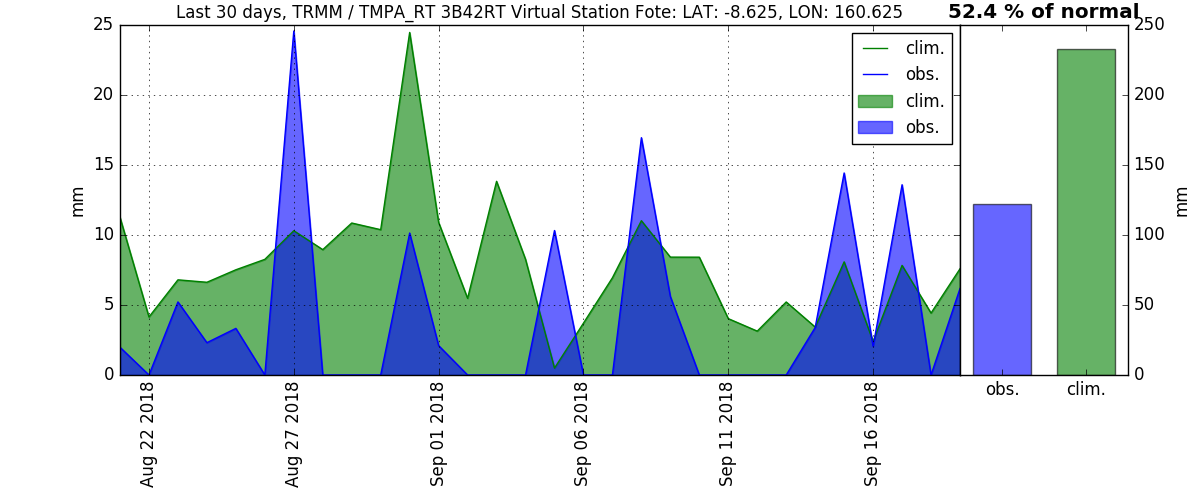 Last 30 days, TRMM / TMPA_RT 3B42RT Virtual Station Fote: LAT: -8.625, LON: 160.625
52.4 % of normal
25
20
15
10
5
0
mm
clim.
obs.
clim.
obs.
250
200
150
100
50
0
mm
Aug 22 2018
Aug 27 2018
Sep 01 2018
Sep 06 2018
Sep 11 2018
Sep 16 2018
obs.
clim.